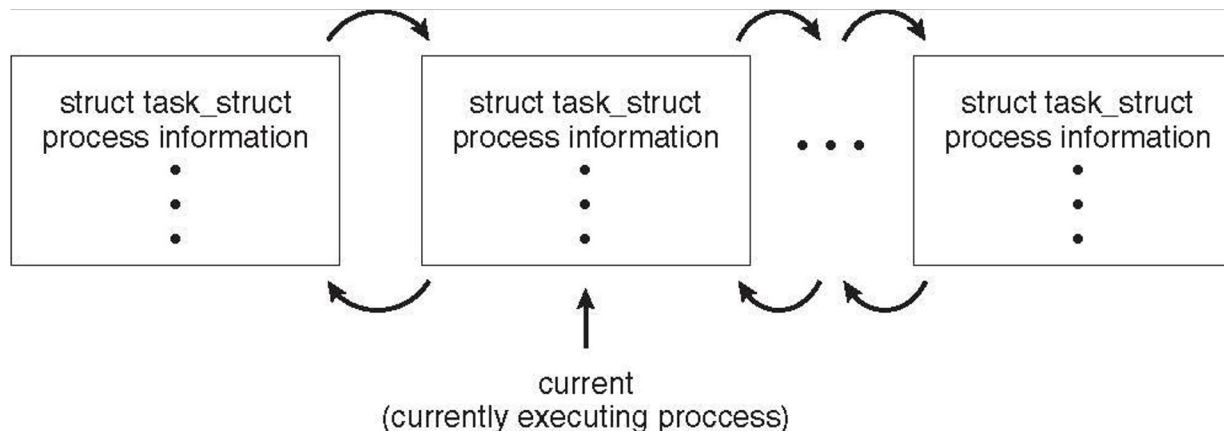 struct task_struct
process information
struct task_struct
process information
struct task_struct
process information
current
(currently executing proccess)